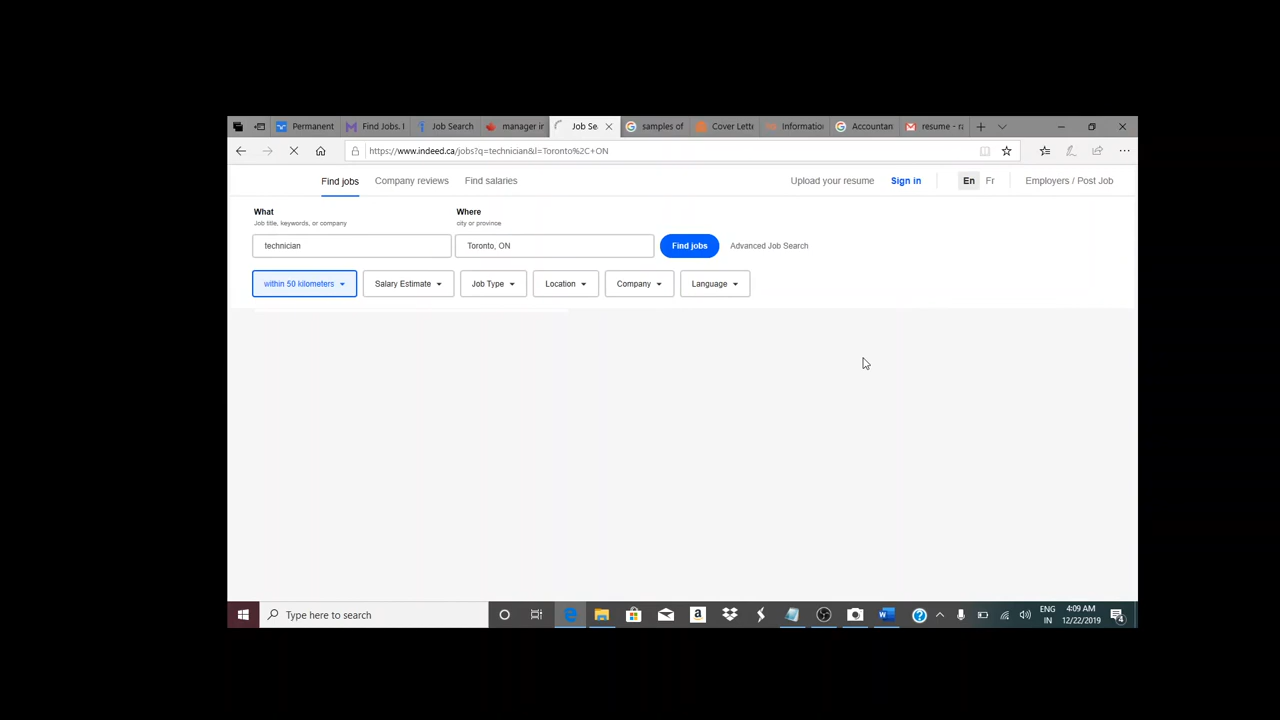 Permanent
Find Jobs. I
Job Search
manager in
Job Se
samples of
Cover Lette
Information
Accountan
resume - ra
https://www.indeed.ca/jobs?q=technician&l=Toronto%2C+ON
Find jobs Company reviews Find salaries Upload your resume Sign in En Fr Employers / Post Job
What Where
Job title, keywords, or company city or province
technician Toronto, ON Find jobs Advanced Job Search
within 50 kilometers Salary Estimate Job Type Location Company Language
Type here to search
ENG 4:09 AM
IN 12/22/2019 4